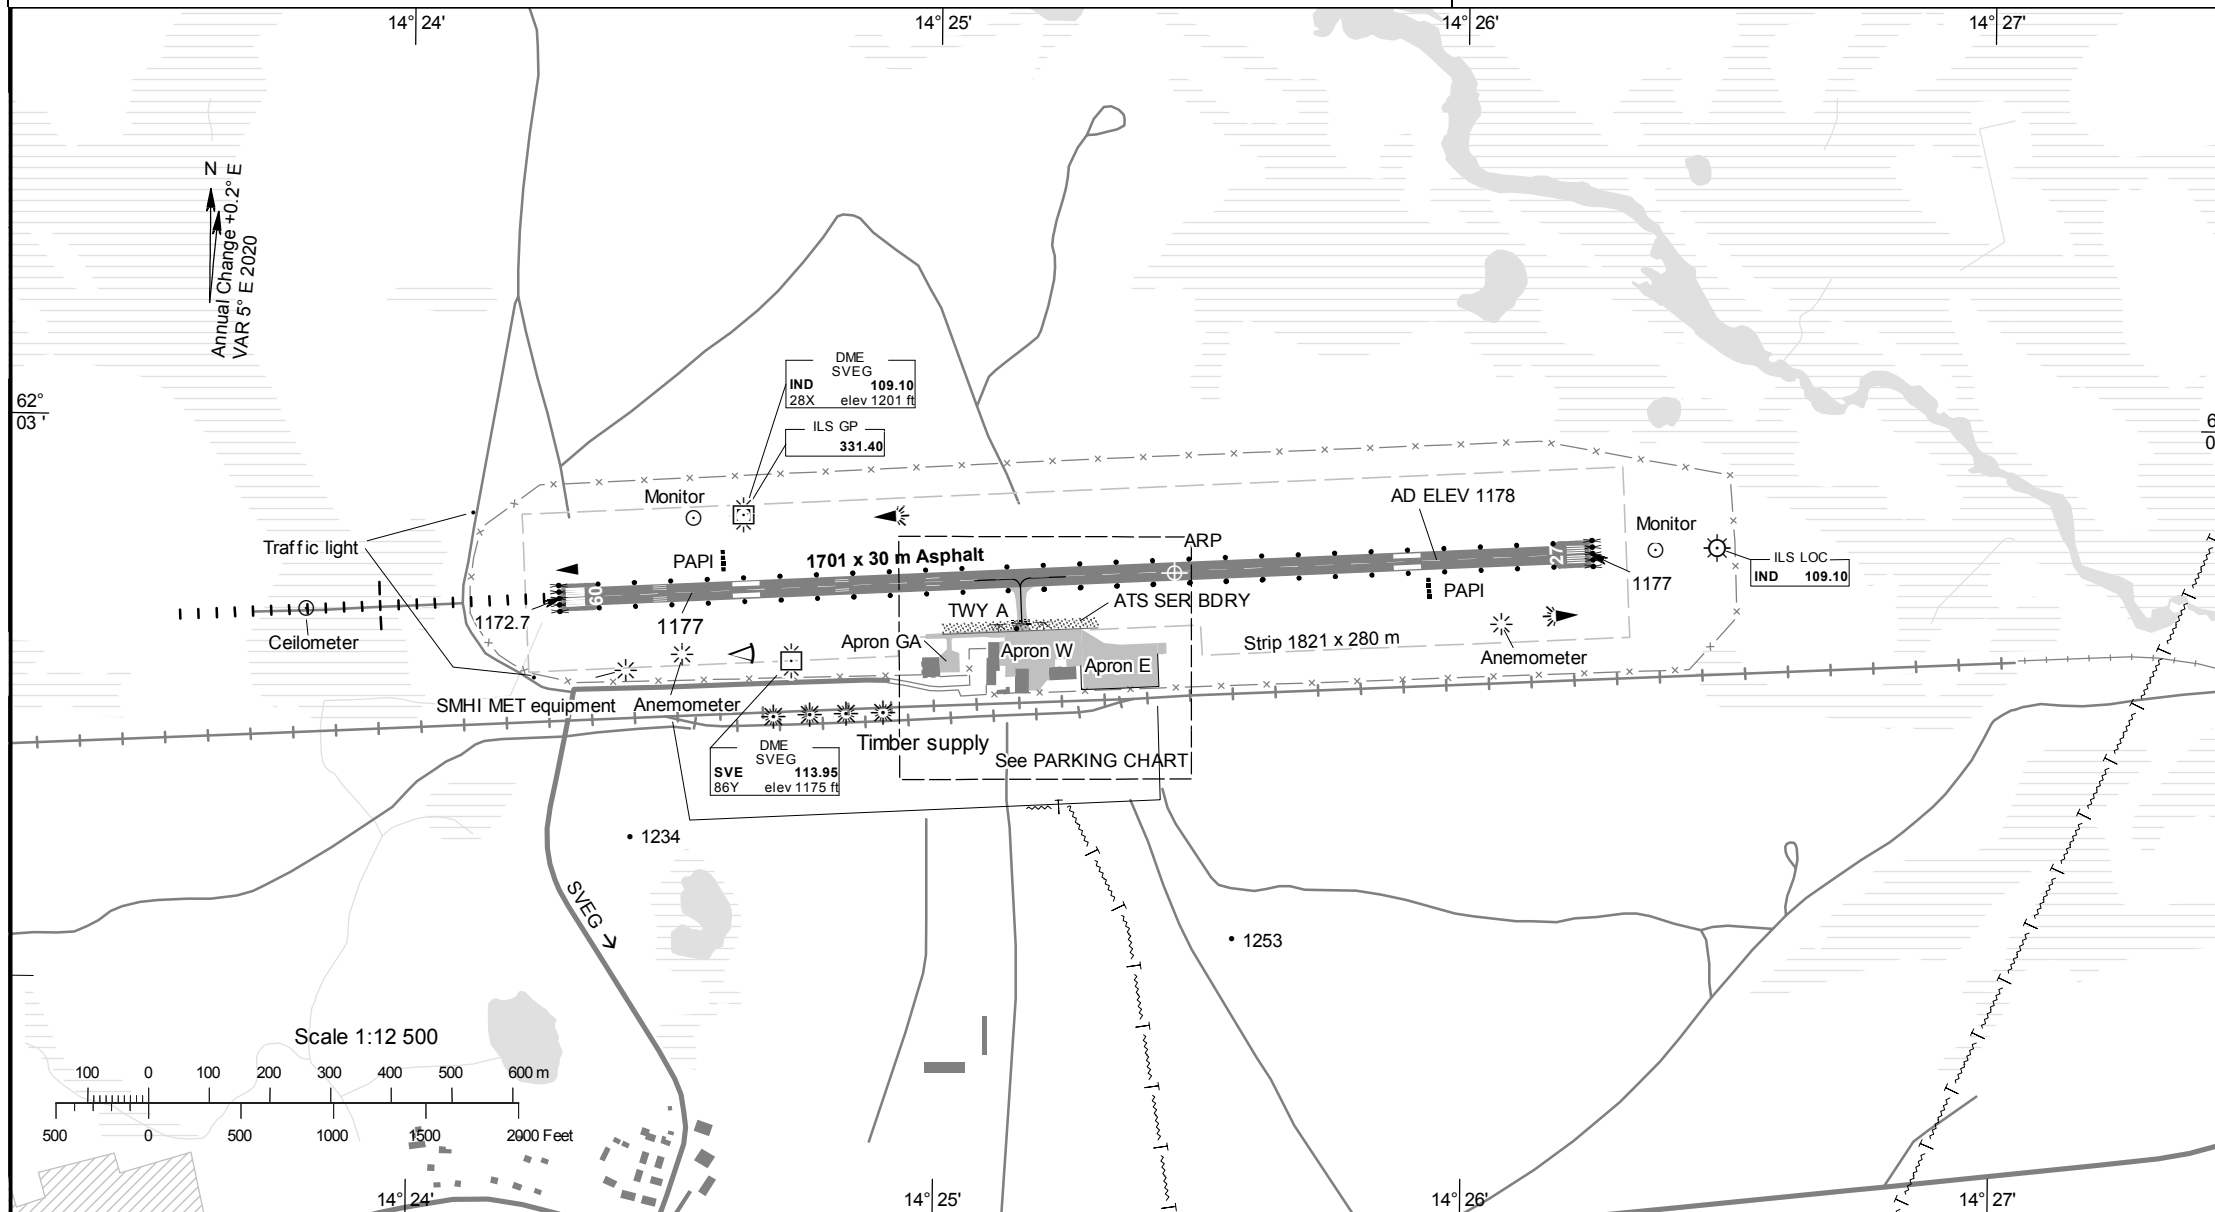 14° 24'
14° 25'
14° 26'
14° 27'
N
Annual Change +0.2° E
VAR 5° E 2020
62°
03 '
6
0
DME
SVEG
IND 109.10
28X elev 1201 ft
ILS GP
331.40
Monitor
AD ELEV 1178
Monitor
Traffic light
PAPI
1701 x 30 m Asphalt
ARP
27
ILS LOC
IND 109.10
1177
PAPI
09
1172.7
1177
TWY A
ATS SER BDRY
Ceilometer
Apron GA
Apron W
Apron E
Strip 1821 x 280 m
Anemometer
SMHI MET equipment
Anemometer
Timber supply
DME
SVEG
SVE 113.95
86Y elev 1175 ft
See PARKING CHART
1234
SVEG
1253
Scale 1:12 500
100 0 100 200 300 400 500 600 m
500 0 500 1000 1500 2000 Feet
14° 24'
14° 25'
14° 26'
14° 27'